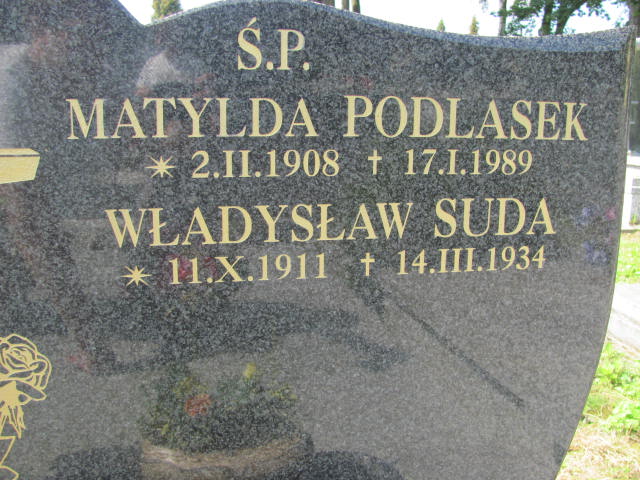 Ś.P.
MATYLDA PODLASEK
✶ 2.II.1908 † 17.I.1989
WŁADYSŁAW SUDA
✶ 11.X.1911 † 14.III.1934